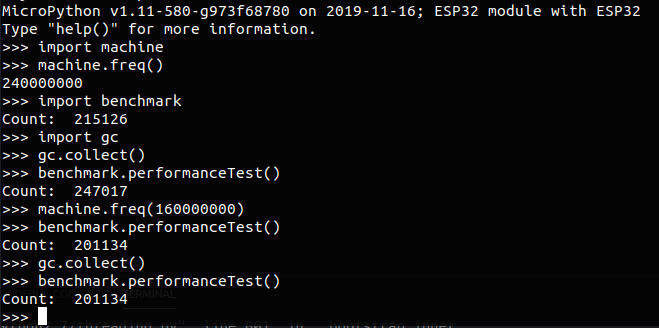 MicroPython v1.11-580-g973f68780 on 2019-11-16; ESP32 module with ESP32
Type "help()" for more information.
>>> import machine
>>> machine.freq()
240000000
>>> import benchmark
Count:  215126
>>> import gc
>>> gc.collect()
>>> benchmark.performanceTest()
Count:  247017
>>> machine.freq(160000000)
>>> benchmark.performanceTest()
Count:  201134
>>> gc.collect()
>>> benchmark.performanceTest()
Count:  201134
>>>